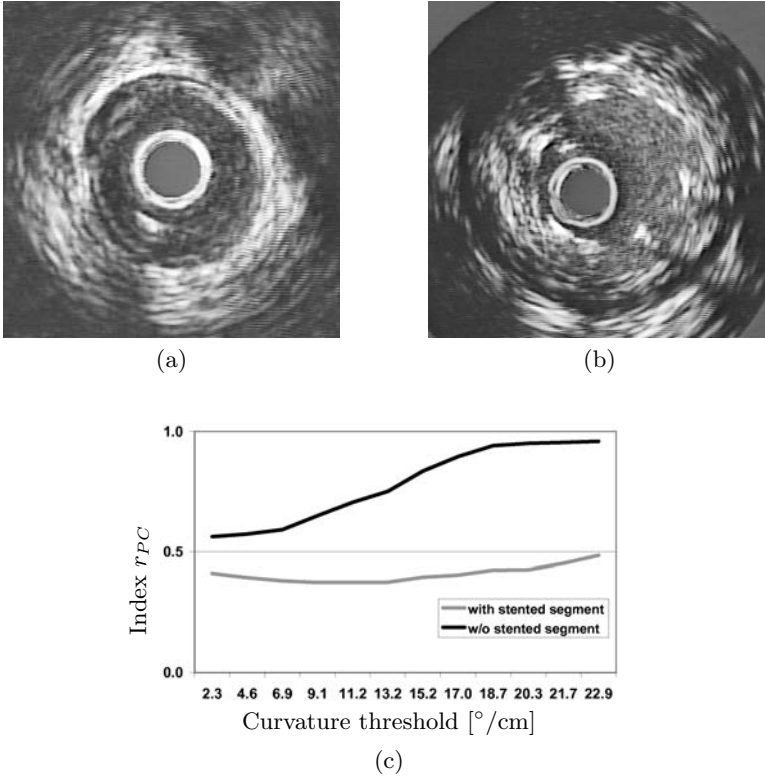 (a)
(b)
1.0
0.5
0.0
Index r_PC
with stented segment
w/o stented segment
2.3 4.6 6.9 9.1 11.2 13.2 15.2 17.0 18.7 20.3 21.7 22.9
Curvature threshold [°/cm]
(c)